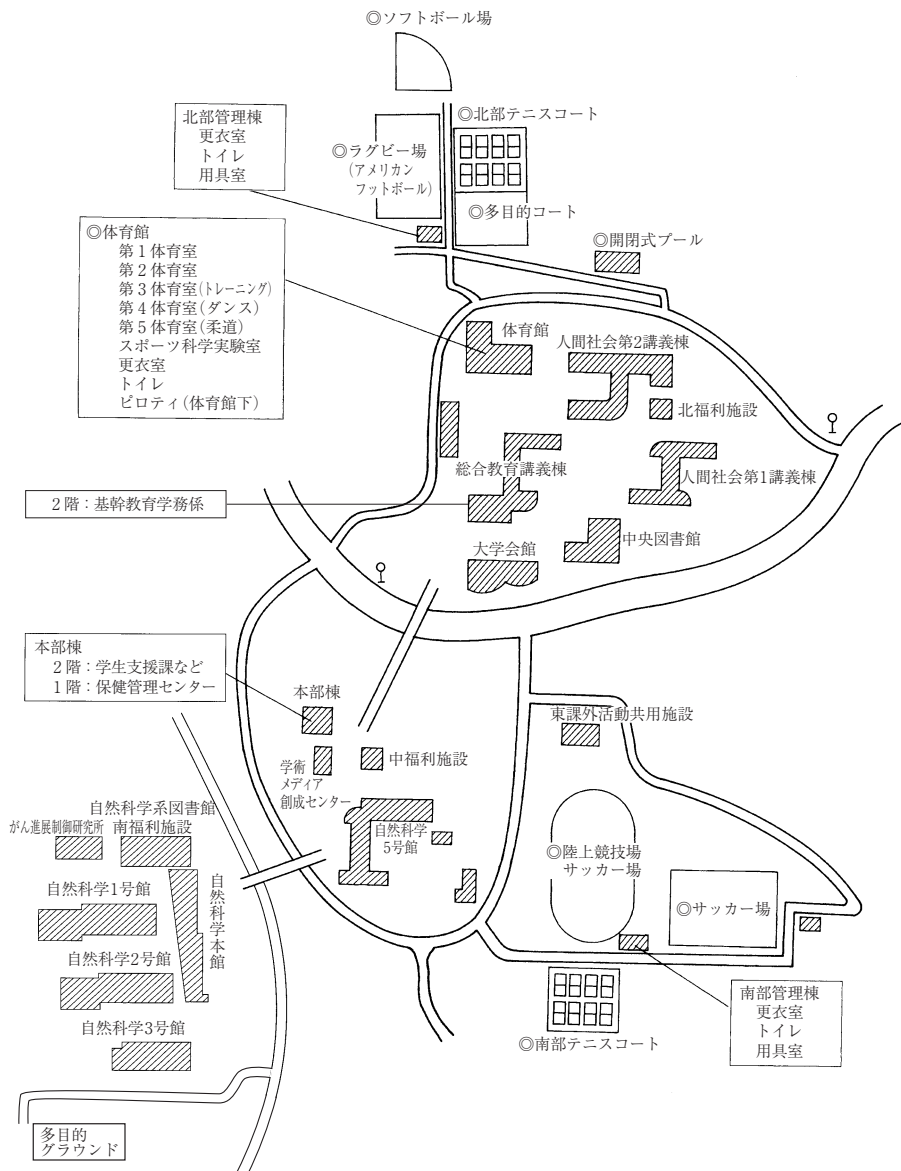 ◎ソフトボール場
北部管理棟
更衣室
トイレ
用具室
◎北部テニスコート
◎ラグビー場
(アメリカン
フットボール)
◎多目的コート
◎開閉式プール
◎体育館
第1体育室
第2体育室
第3体育室(トレーニング)
第4体育室(ダンス)
第5体育室(柔道)
スポーツ科学実験室
更衣室
トイレ
ピロティ(体育館下)
体育館
人間社会第2講義棟
北福利施設
総合教育講義棟
人間社会第1講義棟
2階:基幹教育学務係
中央図書館
大学会館
本部棟
2階:学生支援課など
1階:保健管理センター
本部棟
東課外活動共用施設
学術
メディア
創成センター
中福利施設
自然科学系図書館
がん進展制御研究所
南福利施設
自然科学
5号館
◎陸上競技場
サッカー場
自然科学1号館
自然科学本館
◎サッカー場
自然科学2号館
南部管理棟
更衣室
トイレ
用具室
自然科学3号館
◎南部テニスコート
多目的
グラウンド